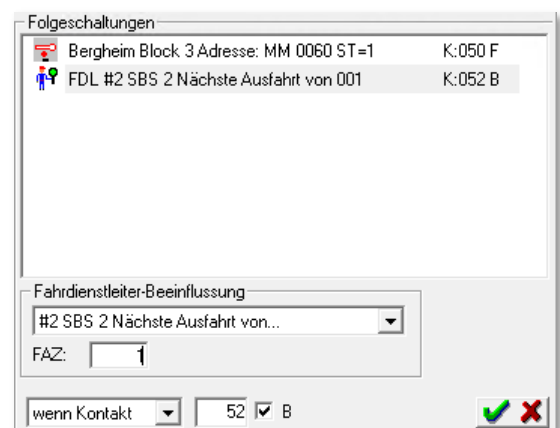 Folgeschaltungen
Bergheim Block 3 Adresse: MM 0060 ST=1 K:050 F
FDL #2 SBS 2 Nächste Ausfahrt von 001 K:052 B
Fahrdienstleiter-Beeinflussung
#2 SBS 2 Nächste Ausfahrt von...
FAZ: 1
wenn Kontakt 52 B